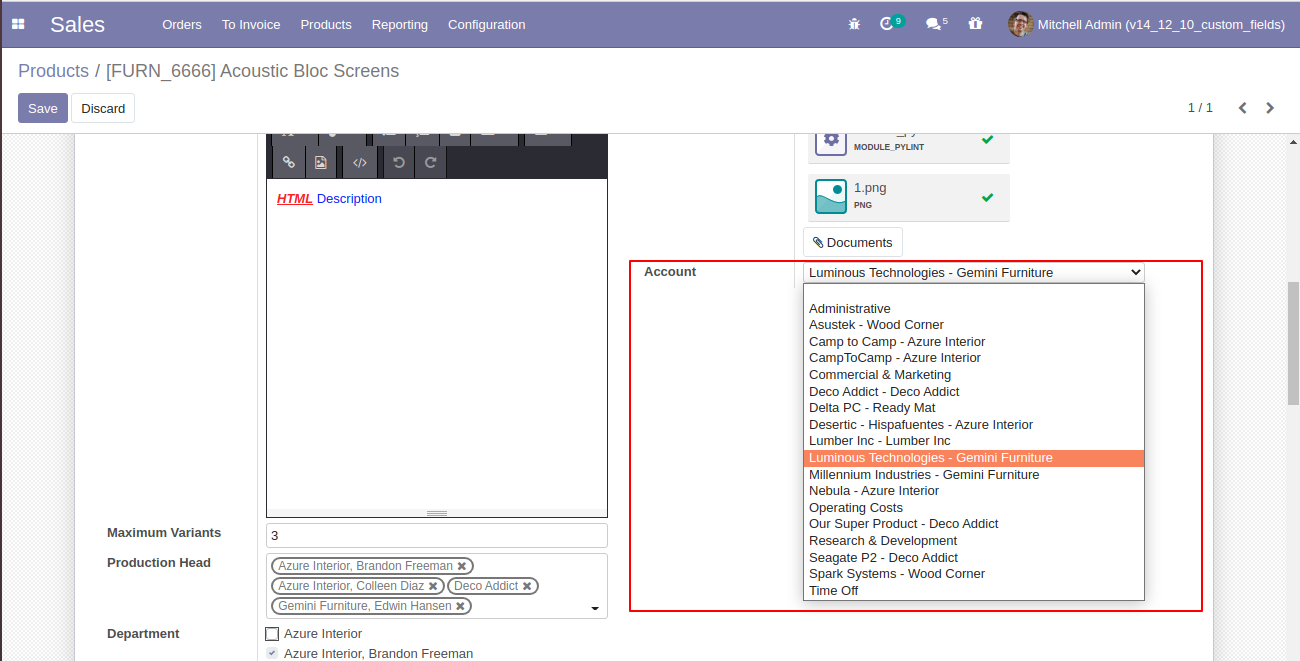 Sales
Orders To Invoice Products Reporting Configuration
9 5 Mitchell Admin (v14_12_10_custom_fields)
Products / [FURN_6666] Acoustic Bloc Screens
Save Discard
1 / 1
MODULE_PYLINT
1.png
PNG
Documents
HTML Description
Account
Luminous Technologies - Gemini Furniture
Administrative
Asustek - Wood Corner
Camp to Camp - Azure Interior
CampToCamp - Azure Interior
Commercial & Marketing
Deco Addict - Deco Addict
Delta PC - Ready Mat
Desertic - Hispafuentes - Azure Interior
Lumber Inc - Lumber Inc
Luminous Technologies - Gemini Furniture
Millennium Industries - Gemini Furniture
Nebula - Azure Interior
Operating Costs
Our Super Product - Deco Addict
Research & Development
Seagate P2 - Deco Addict
Spark Systems - Wood Corner
Time Off
Maximum Variants
3
Production Head
Azure Interior, Brandon Freeman
Azure Interior, Colleen Diaz Deco Addict
Gemini Furniture, Edwin Hansen
Department
Azure Interior
Azure Interior, Brandon Freeman